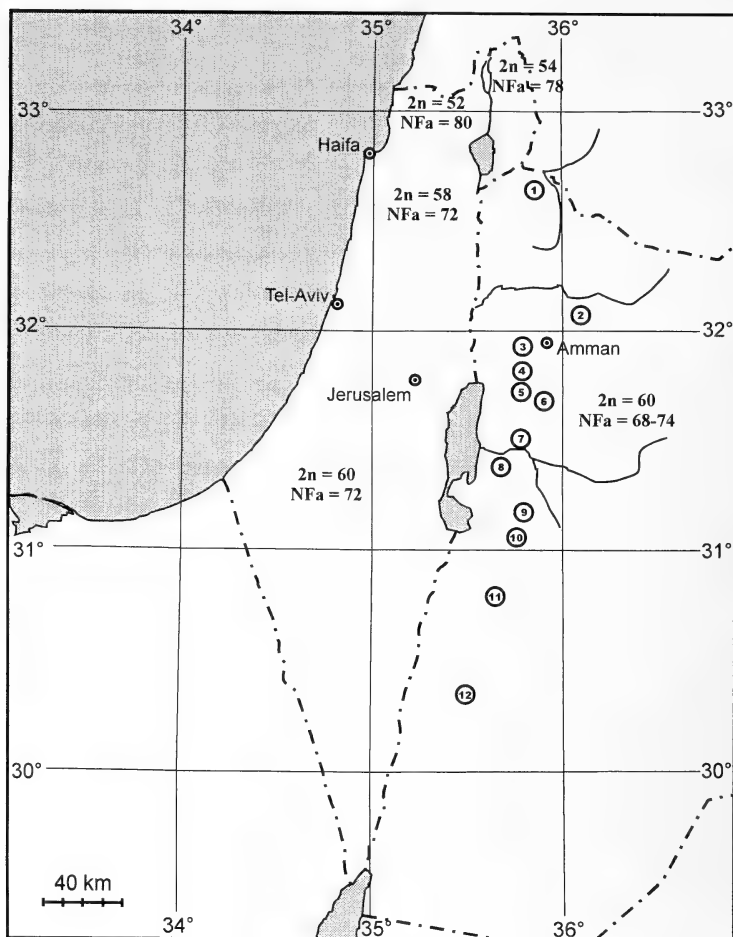 34° 35° 36°
2n = 54
NFa = 78
33° 33°
2n = 52
NFa = 80
Haifa
1
2n = 58
NFa = 72
Tel-Aviv
2
32° 32°
3 Amman
4
Jerusalem
5 6
2n = 60
NFa = 68-74
7
8
2n = 60
NFa = 72
9
10
31° 31°
11
12
30° 30°
40 km
34° 35° 36°